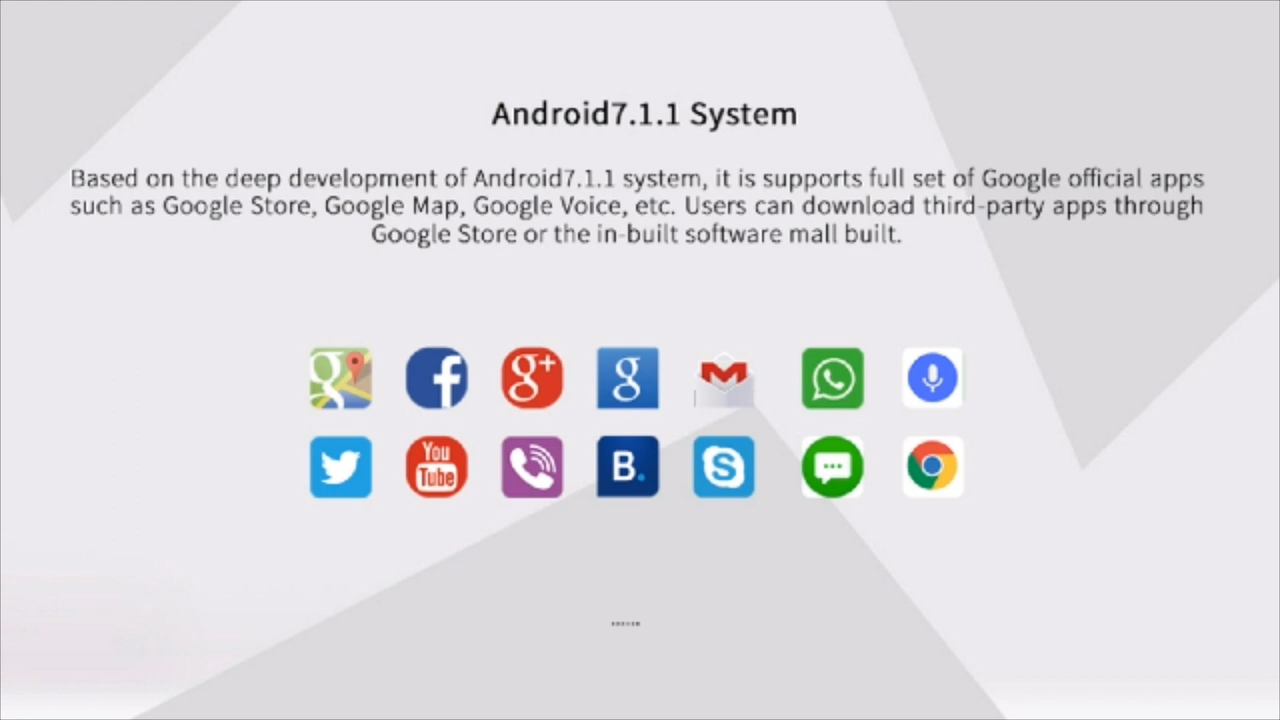 Android7.1.1 System
Based on the deep development of Android7.1.1 system, it is supports full set of Google official apps
such as Google Store, Google Map, Google Voice, etc. Users can download third-party apps through
Google Store or the in-built software mall built.
g f g+ g M
You
Tube B. S
......